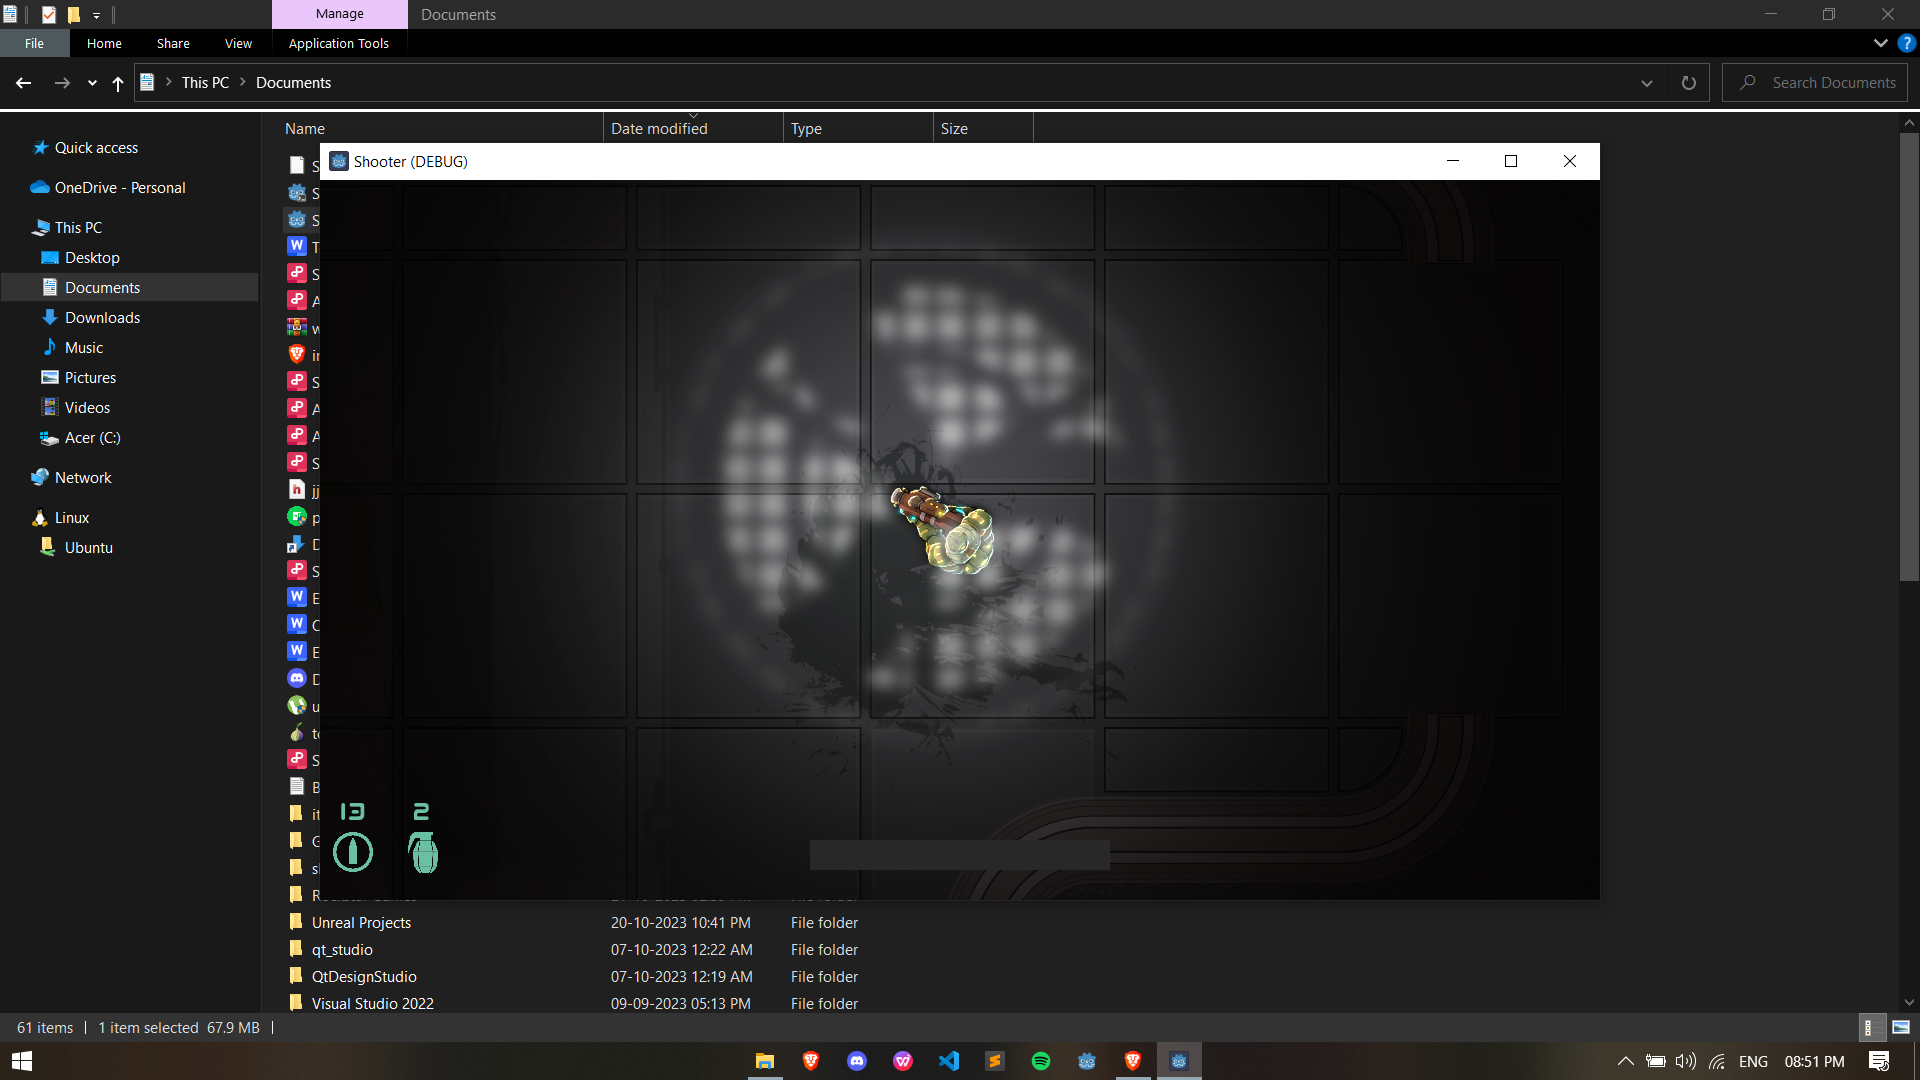 Manage Documents
File Home Share View Application Tools
This PC Documents Search Documents
Name Date modified Type Size
Quick access
OneDrive - Personal
This PC
Desktop
Documents
Downloads
Music
Pictures
Videos
Acer (C:)
Network
Linux
Ubuntu
Shooter (DEBUG)
13 2
Unreal Projects 20-10-2023 10:41 PM File folder
qt_studio 07-10-2023 12:22 AM File folder
QtDesignStudio 07-10-2023 12:19 AM File folder
Visual Studio 2022 09-09-2023 05:13 PM File folder
61 items 1 item selected 67.9 MB
ENG 08:51 PM